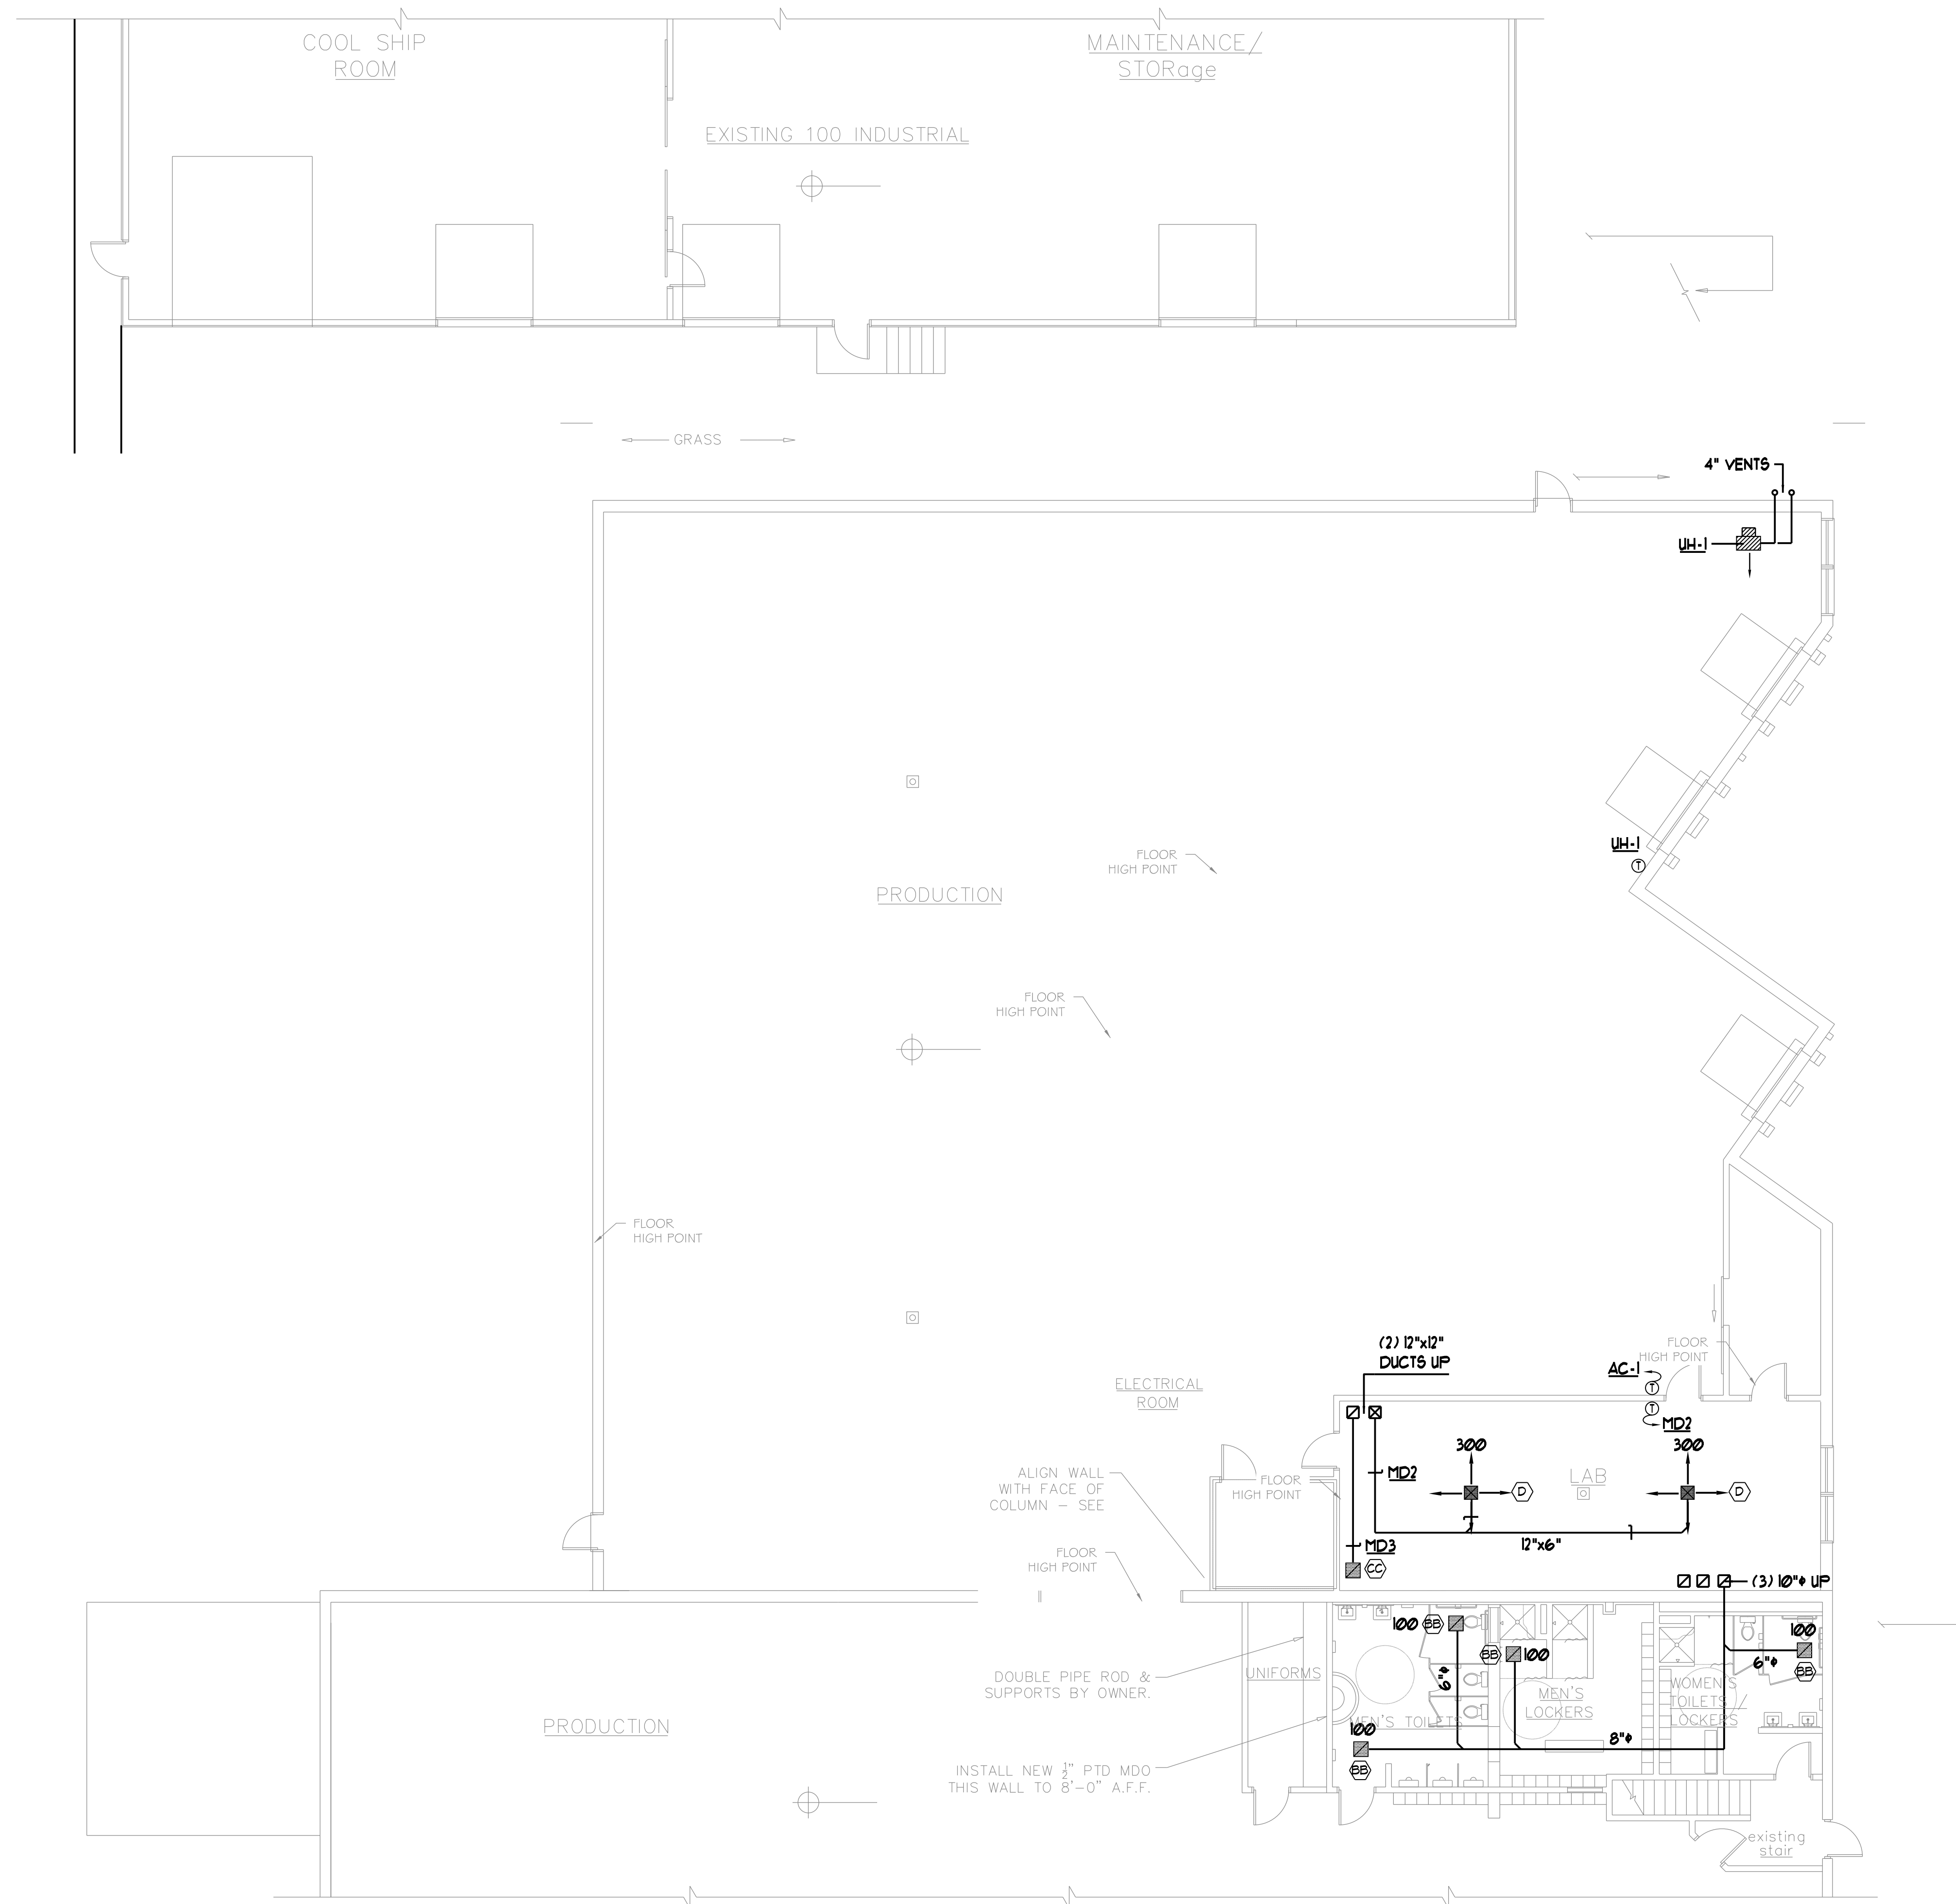 COOL SHIP
ROOM
MAINTENANCE/
STORage
EXISTING 100 INDUSTRIAL
GRASS
4" VENTS
UH-1
UH-1
T
FLOOR
HIGH POINT
PRODUCTION
FLOOR
HIGH POINT
FLOOR
HIGH POINT
(2) 12"x12"
DUCTS UP
FLOOR
HIGH POINT
AC-1
T
T
MD2
ELECTRICAL
ROOM
300
300
MD2
LAB
D
D
ALIGN WALL
WITH FACE OF
COLUMN - SEE
FLOOR
HIGH POINT
12"x6"
MD3
CC
FLOOR
HIGH POINT
(3) 10"ɸ UP
100
BB
BB
100
100
6"ɸ
6"ɸ
BB
DOUBLE PIPE ROD &
SUPPORTS BY OWNER.
UNIFORMS
MEN'S
LOCKERS
WOMEN'S
TOILETS /
LOCKERS
PRODUCTION
100
MEN'S TOILETS
8"ɸ
BB
INSTALL NEW ½" PTD MDO
THIS WALL TO 8'-0" A.F.F.
existing
stair